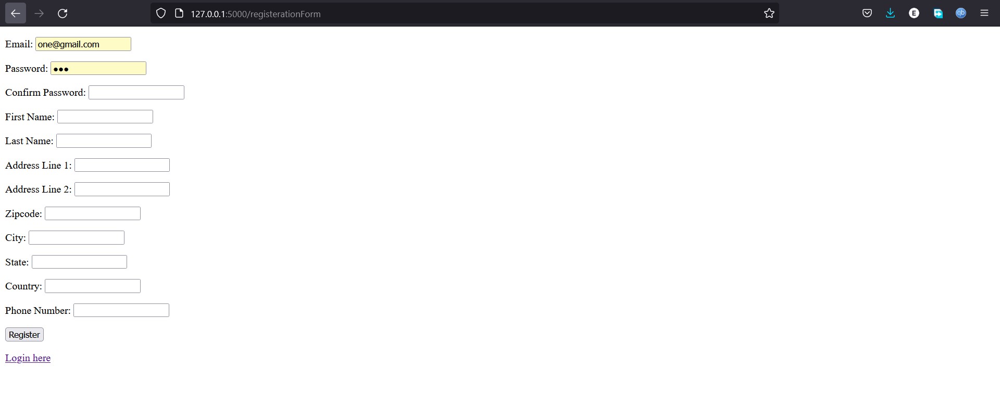 127.0.0.1:5000/registerationForm
E
qb
Email: one@gmail.com
Password: •••
Confirm Password:
First Name:
Last Name:
Address Line 1:
Address Line 2:
Zipcode:
City:
State:
Country:
Phone Number:
Register
Login here